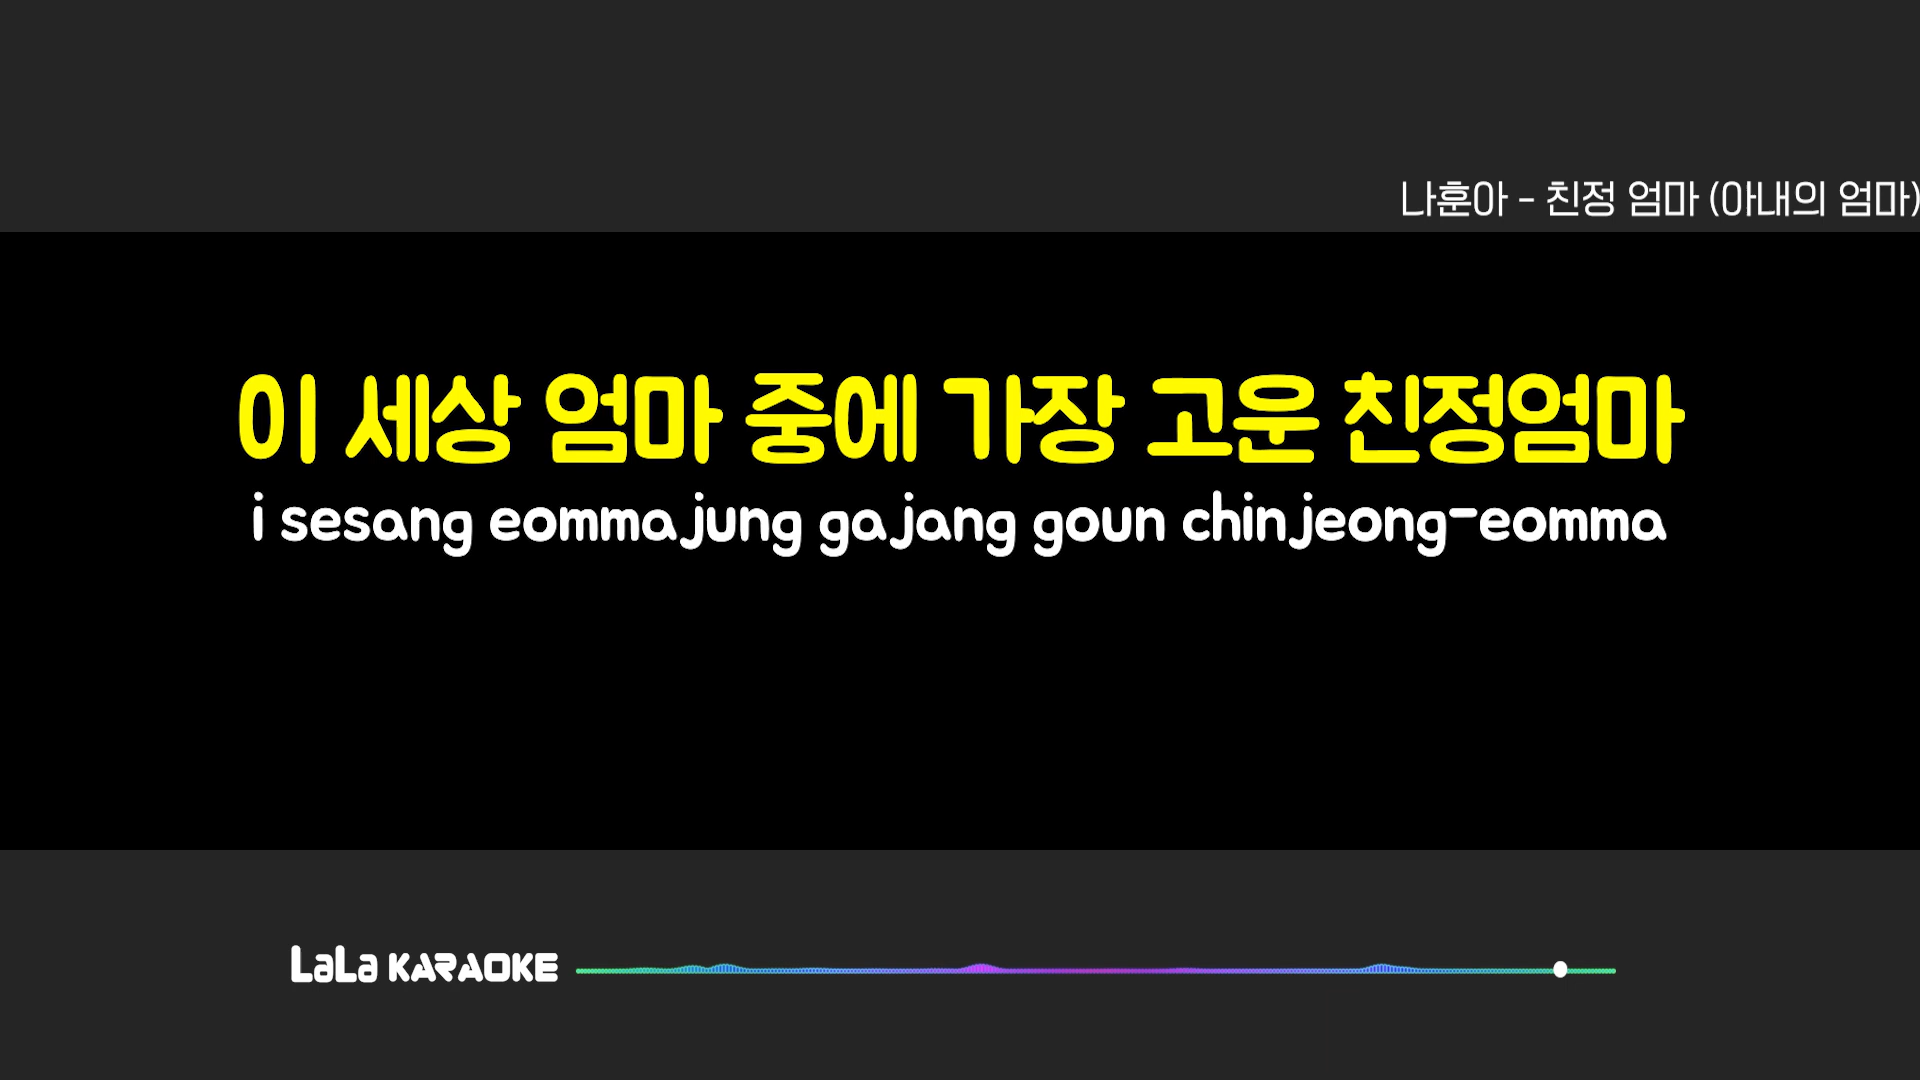 나훈아 - 친정 엄마 (아내의 엄마)
이 세상 엄마 중에 가장 고운 친정엄마
i sesang eommajung gajang goun chinjeong-eomma
LaLa KARAOKE